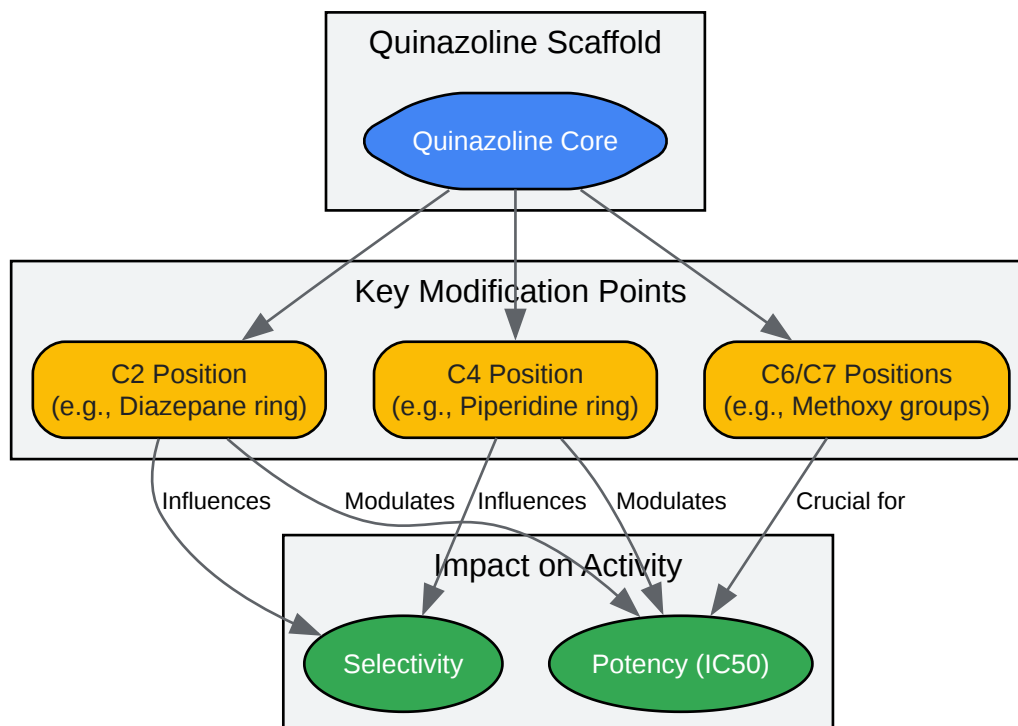 Quinazoline Scaffold
Quinazoline Core
Key Modification Points
C2 Position
(e.g., Diazepane ring)
C4 Position
(e.g., Piperidine ring)
C6/C7 Positions
(e.g., Methoxy groups)
Influences
Modulates
Influences
Modulates
Crucial for
Impact on Activity
Selectivity
Potency (IC50)